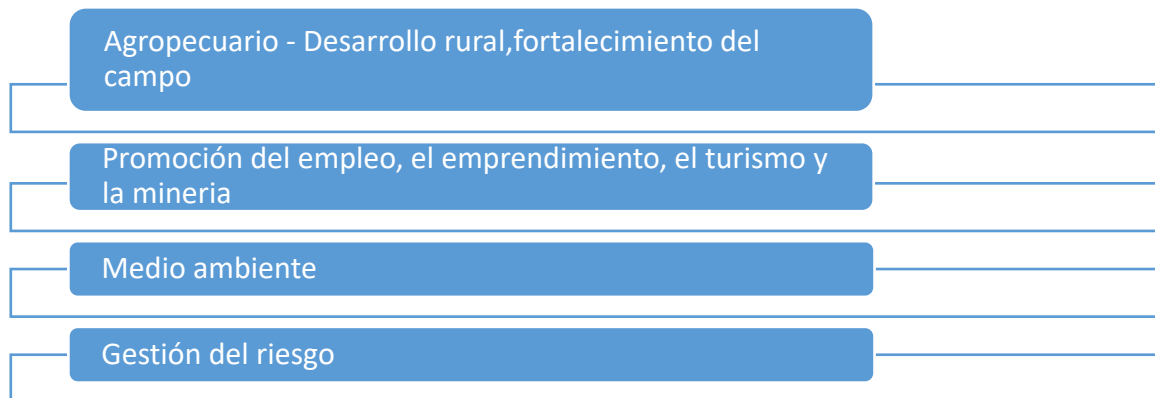 Agropecuario - Desarrollo rural,fortalecimiento del
campo
Promoción del empleo, el emprendimiento, el turismo y
la mineria
Medio ambiente
Gestión del riesgo